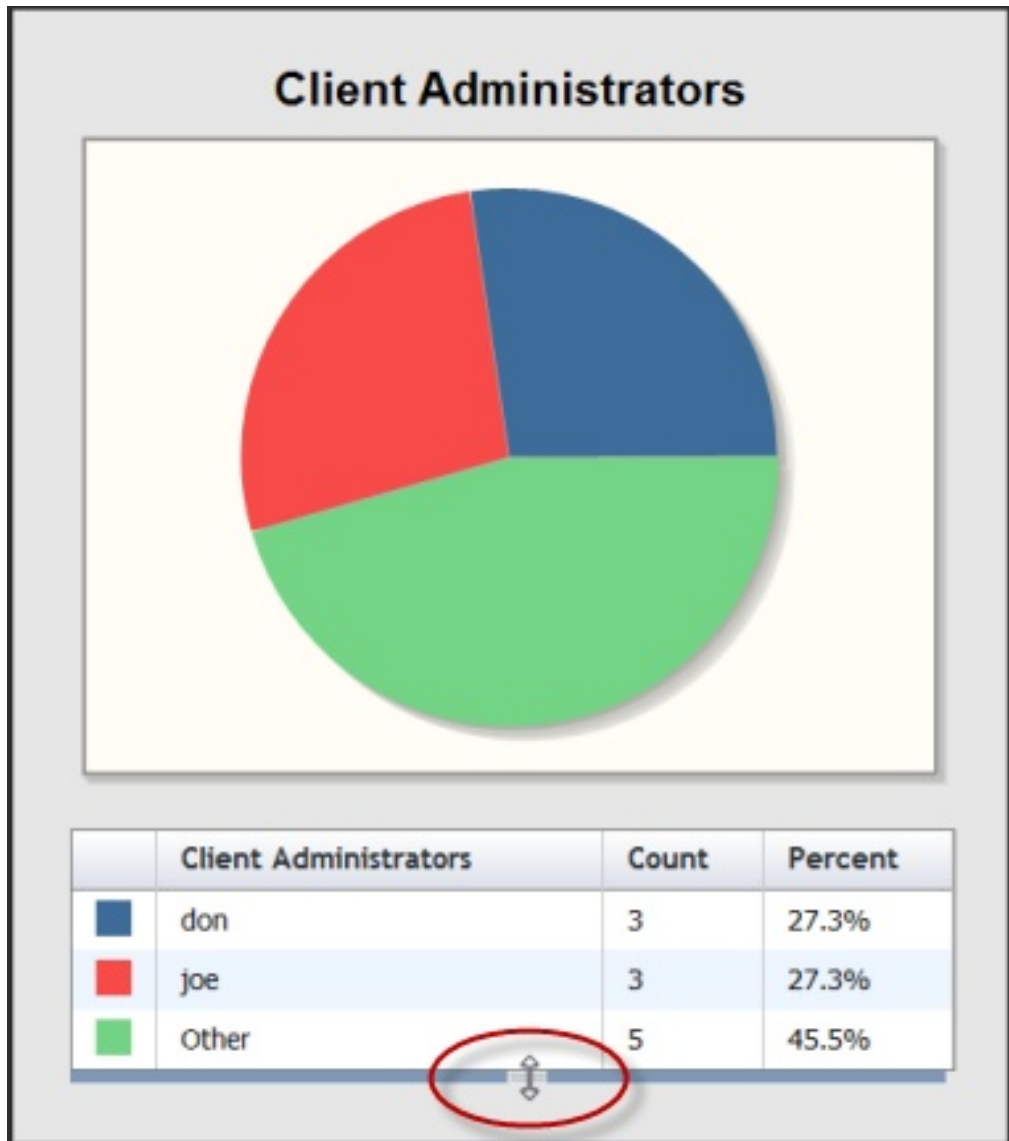 Client Administrators
Client Administrators Count Percent
don 3 27.3%
joe 3 27.3%
Other 5 45.5%